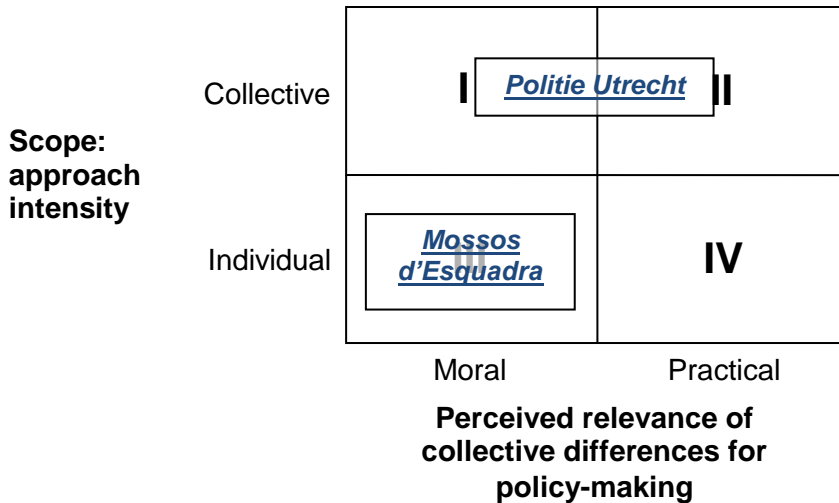 Collective
I
Politie Utrecht
II
Scope:
approach
intensity
Individual
Mossos
d'Esquadra
III
IV
Moral
Practical
Perceived relevance of
collective differences for
policy-making